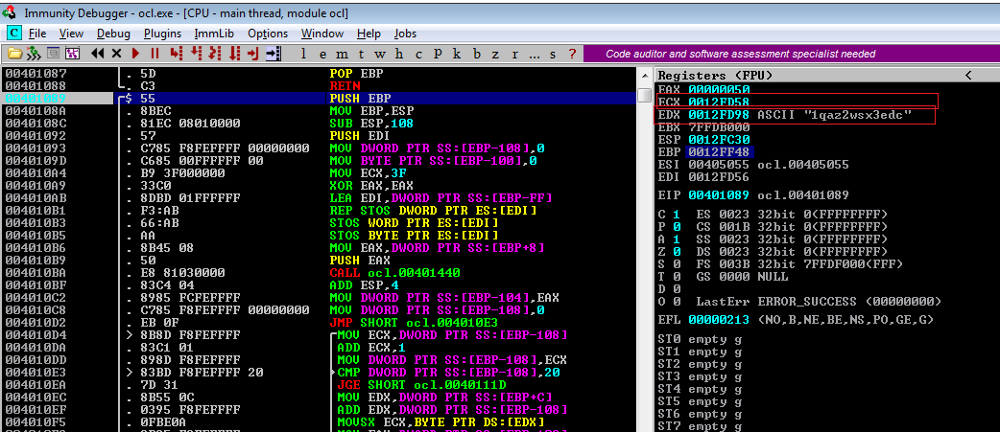 Immunity Debugger - ocl.exe - [CPU - main thread, module ocl]
C File View Debug Plugins ImmLib Options Window Help Jobs
l e m t w h c p k b z r ... s ? Code auditor and software assessment specialist needed
00401087 . 5D POP EBP
00401088 . C3 RETN
00401089 $ 55 PUSH EBP
0040108A . 8BEC MOV EBP,ESP
0040108C . 81EC 08010000 SUB ESP,108
00401092 . 57 PUSH EDI
00401093 . C785 F8FEFFFF 00000000 MOV DWORD PTR SS:[EBP-108],0
0040109D . C685 00FFFFFF 00 MOV BYTE PTR SS:[EBP-100],0
004010A4 . B9 3F000000 MOV ECX,3F
004010A9 . 33C0 XOR EAX,EAX
004010AB . 8DBD 01FFFFFF LEA EDI,DWORD PTR SS:[EBP-FF]
004010B1 . F3:AB REP STOS DWORD PTR ES:[EDI]
004010B3 . 66:AB STOS WORD PTR ES:[EDI]
004010B5 . AA STOS BYTE PTR ES:[EDI]
004010B6 . 8B45 08 MOV EAX,DWORD PTR SS:[EBP+8]
004010B9 . 50 PUSH EAX
004010BA . E8 81030000 CALL ocl.00401440
004010BF . 83C4 04 ADD ESP,4
004010C2 . 8985 FCFEFFFF MOV DWORD PTR SS:[EBP-104],EAX
004010C8 . C785 F8FEFFFF 00000000 MOV DWORD PTR SS:[EBP-108],0
004010D2 . EB 0F JMP SHORT ocl.004010E3
004010D4 > 8B8D F8FEFFFF MOV ECX,DWORD PTR SS:[EBP-108]
004010DA . 83C1 01 ADD ECX,1
004010DD . 898D F8FEFFFF MOV DWORD PTR SS:[EBP-108],ECX
004010E3 > 83BD F8FEFFFF 20 CMP DWORD PTR SS:[EBP-108],20
004010EA . 7D 31 JGE SHORT ocl.0040111D
004010EC . 8B55 0C MOV EDX,DWORD PTR SS:[EBP+C]
004010EF . 0395 F8FEFFFF ADD EDX,DWORD PTR SS:[EBP-108]
004010F5 . 0FBE0A MOVSX ECX,BYTE PTR DS:[EDX]
Registers (FPU) <
EAX 00000050
ECX 0012FD58
EDX 0012FD98 ASCII "1qaz2wsx3edc"
EBX 7FFDB000
ESP 0012FC30
EBP 0012FF48
ESI 00405055 ocl.00405055
EDI 0012FD56
EIP 00401089 ocl.00401089
C 1 ES 0023 32bit 0(FFFFFFFF)
P 0 CS 001B 32bit 0(FFFFFFFF)
A 1 SS 0023 32bit 0(FFFFFFFF)
Z 0 DS 0023 32bit 0(FFFFFFFF)
S 0 FS 003B 32bit 7FFDF000(FFF)
T 0 GS 0000 NULL
D 0
O 0 LastErr ERROR_SUCCESS (00000000)
EFL 00000213 (NO,B,NE,BE,NS,PO,GE,G)
ST0 empty g
ST1 empty g
ST2 empty g
ST3 empty g
ST4 empty g
ST5 empty g
ST6 empty g
ST7 empty g